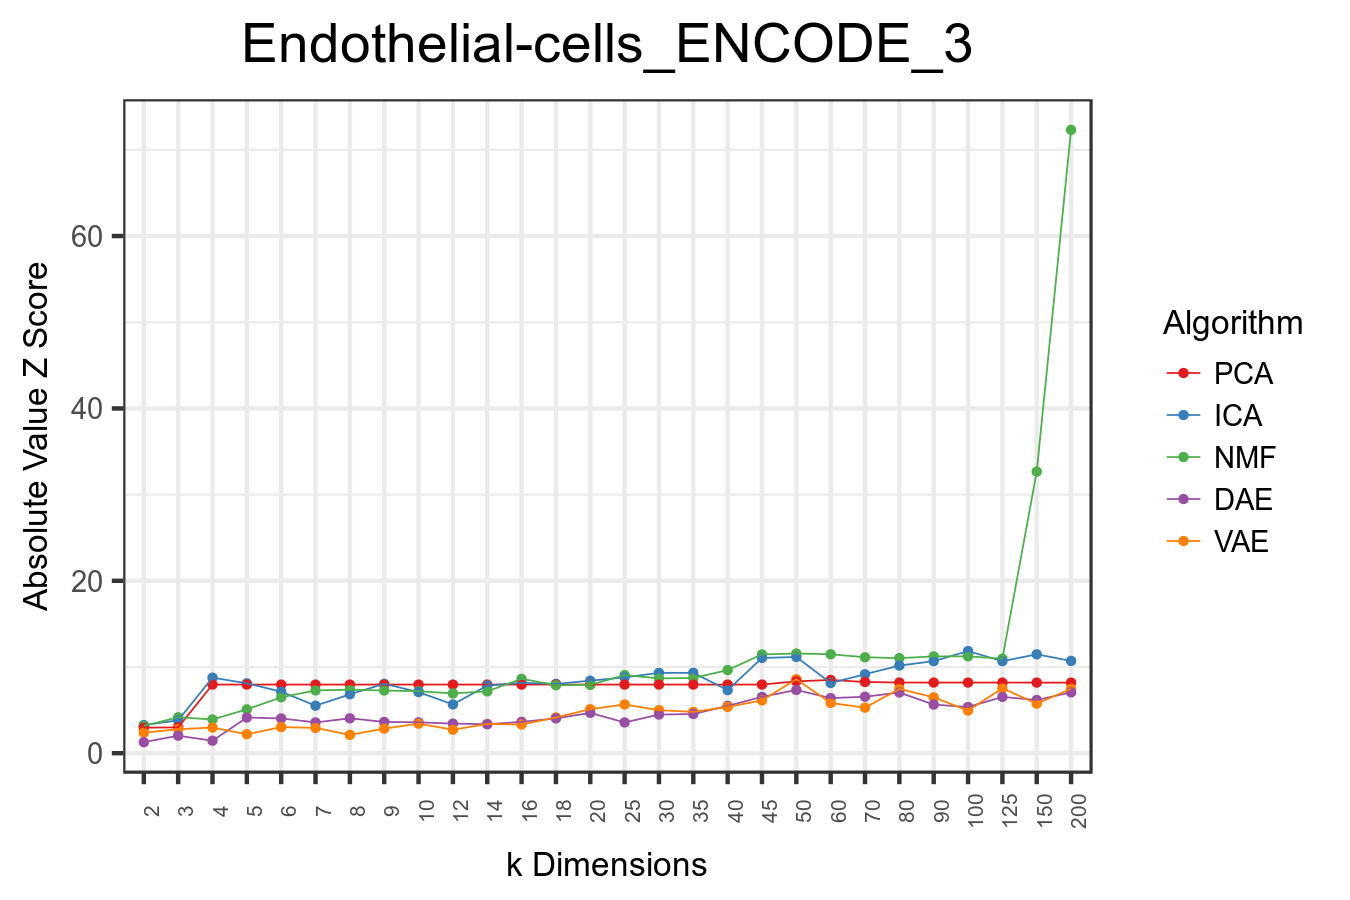 Endothelial-cells_ENCODE_3
Absolute Value Z Score
60
40
20
0
2 3 4 5 6 7 8 9 10 12 14 16 18 20 25 30 35 40 45 50 60 70 80 90 100 125 150 200
k Dimensions
Algorithm
PCA
ICA
NMF
DAE
VAE